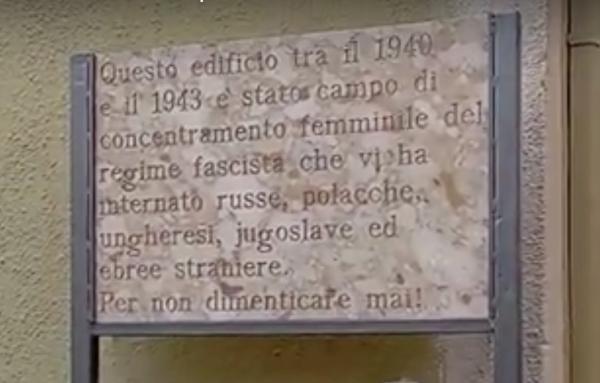 Questo edificio tra il 1940
e il 1943 e' stato campo di
concentramento femminile del
regime fascista che vi ha
internato russe, polacche,
ungheresi, jugoslave ed
ebree straniere.
Per non dimenticare mai!